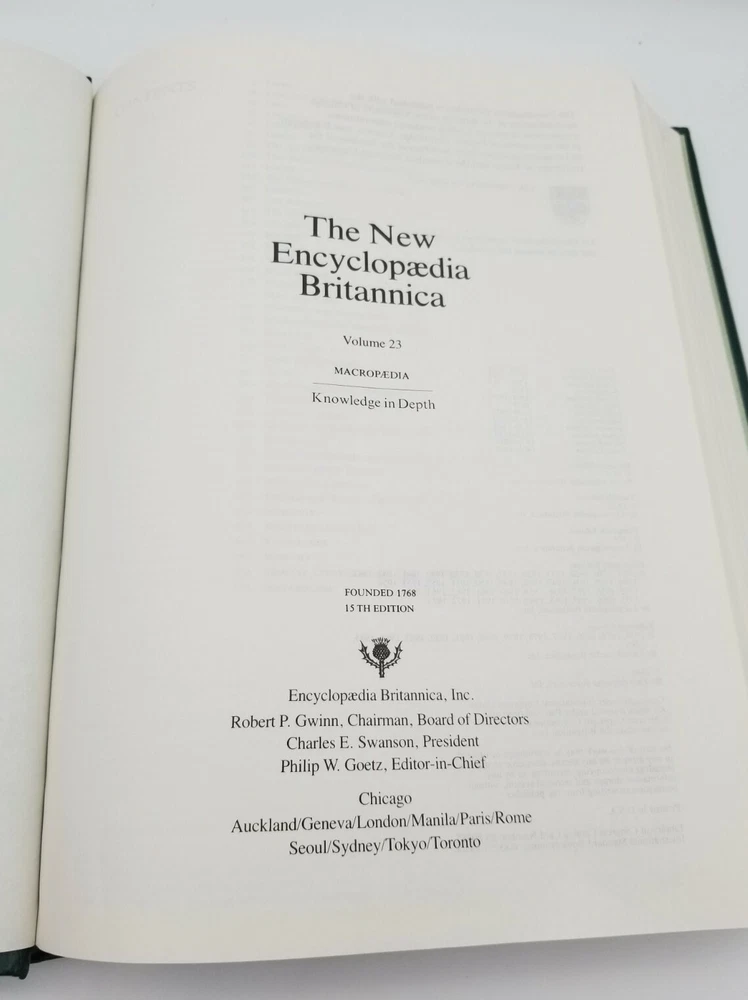 The New
Encyclopædia
Britannica
Volume 23
MACROPÆDIA
Knowledge in Depth
FOUNDED 1768
15 TH EDITION
Encyclopædia Britannica, Inc.
Robert P. Gwinn, Chairman, Board of Directors
Charles E. Swanson, President
Philip W. Goetz, Editor-in-Chief
Chicago
Auckland/Geneva/London/Manila/Paris/Rome
Seoul/Sydney/Tokyo/Toronto